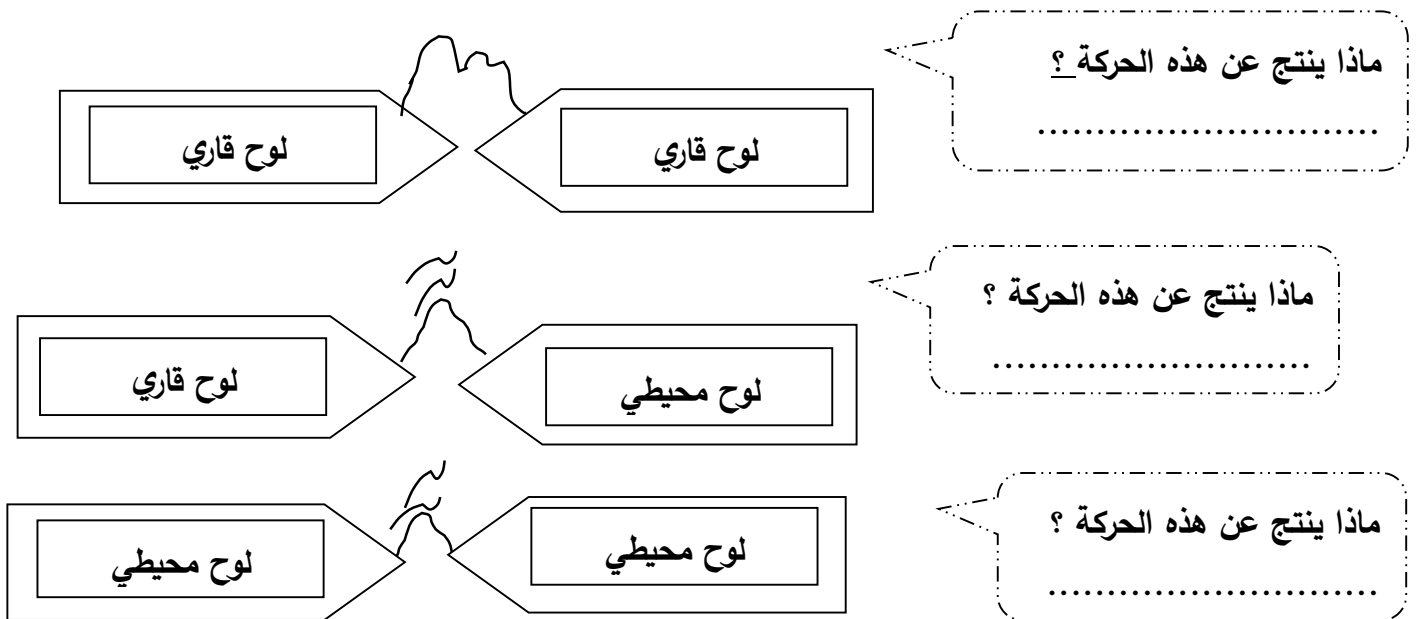 ماذا ينتج عن هذه الحركة ؟
.............................
لوح قاري
لوح قاري
ماذا ينتج عن هذه الحركة ؟
...........................
لوح محيطي
لوح قاري
ماذا ينتج عن هذه الحركة ؟
............................
لوح محيطي
لوح محيطي